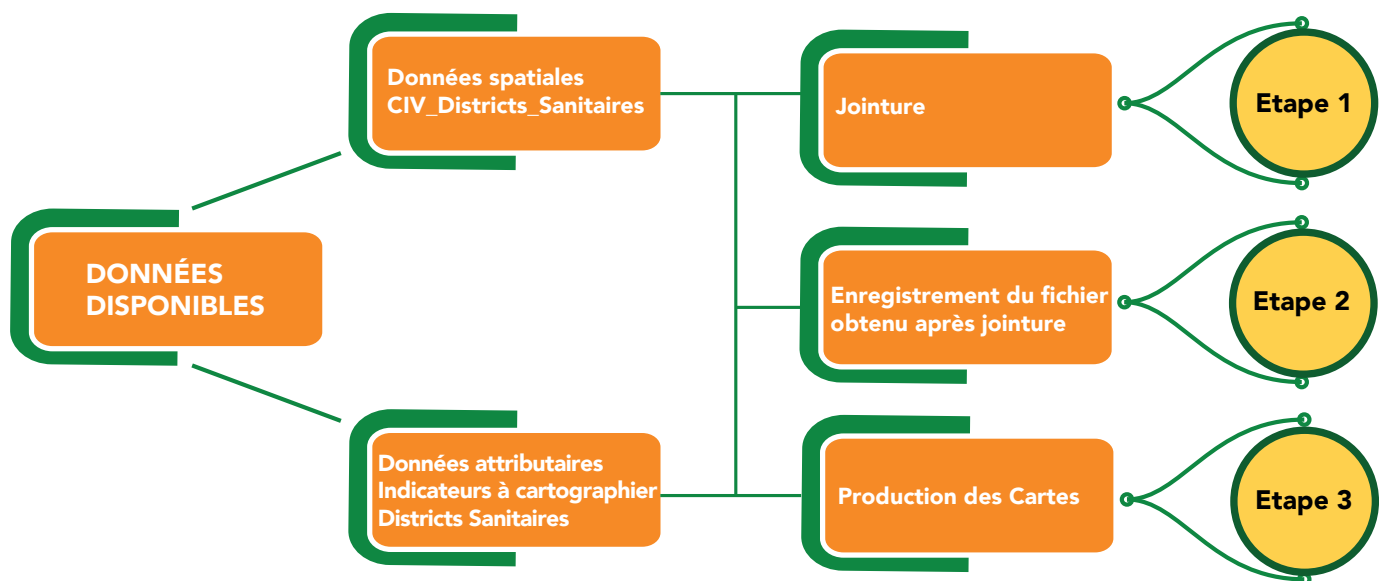 DONNÉES
DISPONIBLES
Données spatiales
CIV_Districts_Sanitaires
Données attributaires
Indicateurs à cartographier
Districts Sanitaires
Jointure
Etape 1
Enregistrement du fichier
obtenu après jointure
Etape 2
Production des Cartes
Etape 3